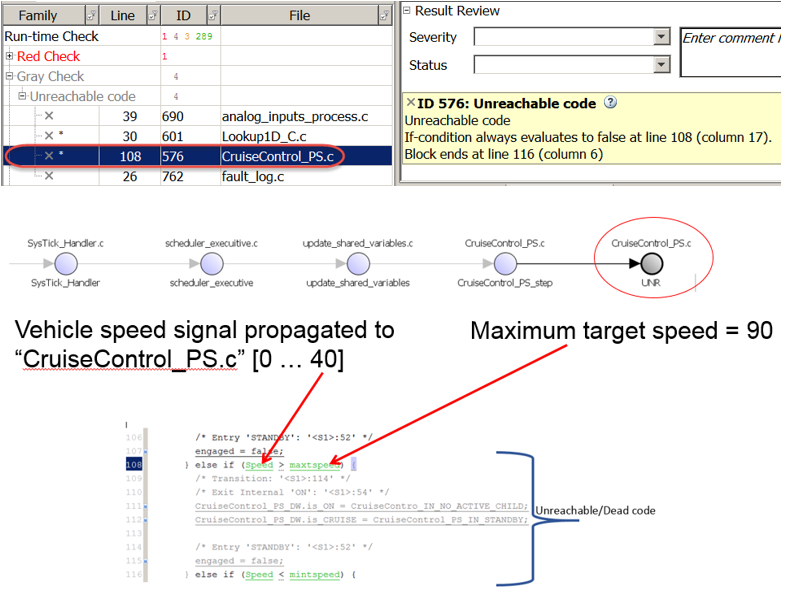 Family Line ID File
Run-time Check 1 4 3 289
Red Check 1
Gray Check 4
Unreachable code 4
39 690 analog_inputs_process.c
* 30 601 Lookup1D_C.c
* 108 576 CruiseControl_PS.c
26 762 fault_log.c
Result Review
Severity
Enter comment
Status
ID 576: Unreachable code
Unreachable code
If-condition always evaluates to false at line 108 (column 17).
Block ends at line 116 (column 6)
SysTick_Handler.c scheduler_execuitive.c update_shared_variables.c CruiseControl_PS.c CruiseControl_PS.c
SysTick_Handler scheduler_executive update_shared_variables CruiseControl_PS_step UNR
Vehicle speed signal propagated to
“CruiseControl_PS.c” [0 … 40]
Maximum target speed = 90
106 /* Entry 'STANDBY': '<S1>:52' */
107 engaged = false;
108 } else if (Speed > maxtspeed) {
109 /* Transition: '<S1>:114' */
110 /* Exit Internal 'ON': '<S1>:54' */
111 CruiseControl_PS_DW.is_ON = CruiseContro_IN_NO_ACTIVE_CHILD;
112 CruiseControl_PS_DW.is_CRUISE = CruiseControl_PS_IN_STANDBY;
113
114 /* Entry 'STANDBY': '<S1>:52' */
115 engaged = false;
116 } else if (Speed < mintspeed) {
Unreachable/Dead code